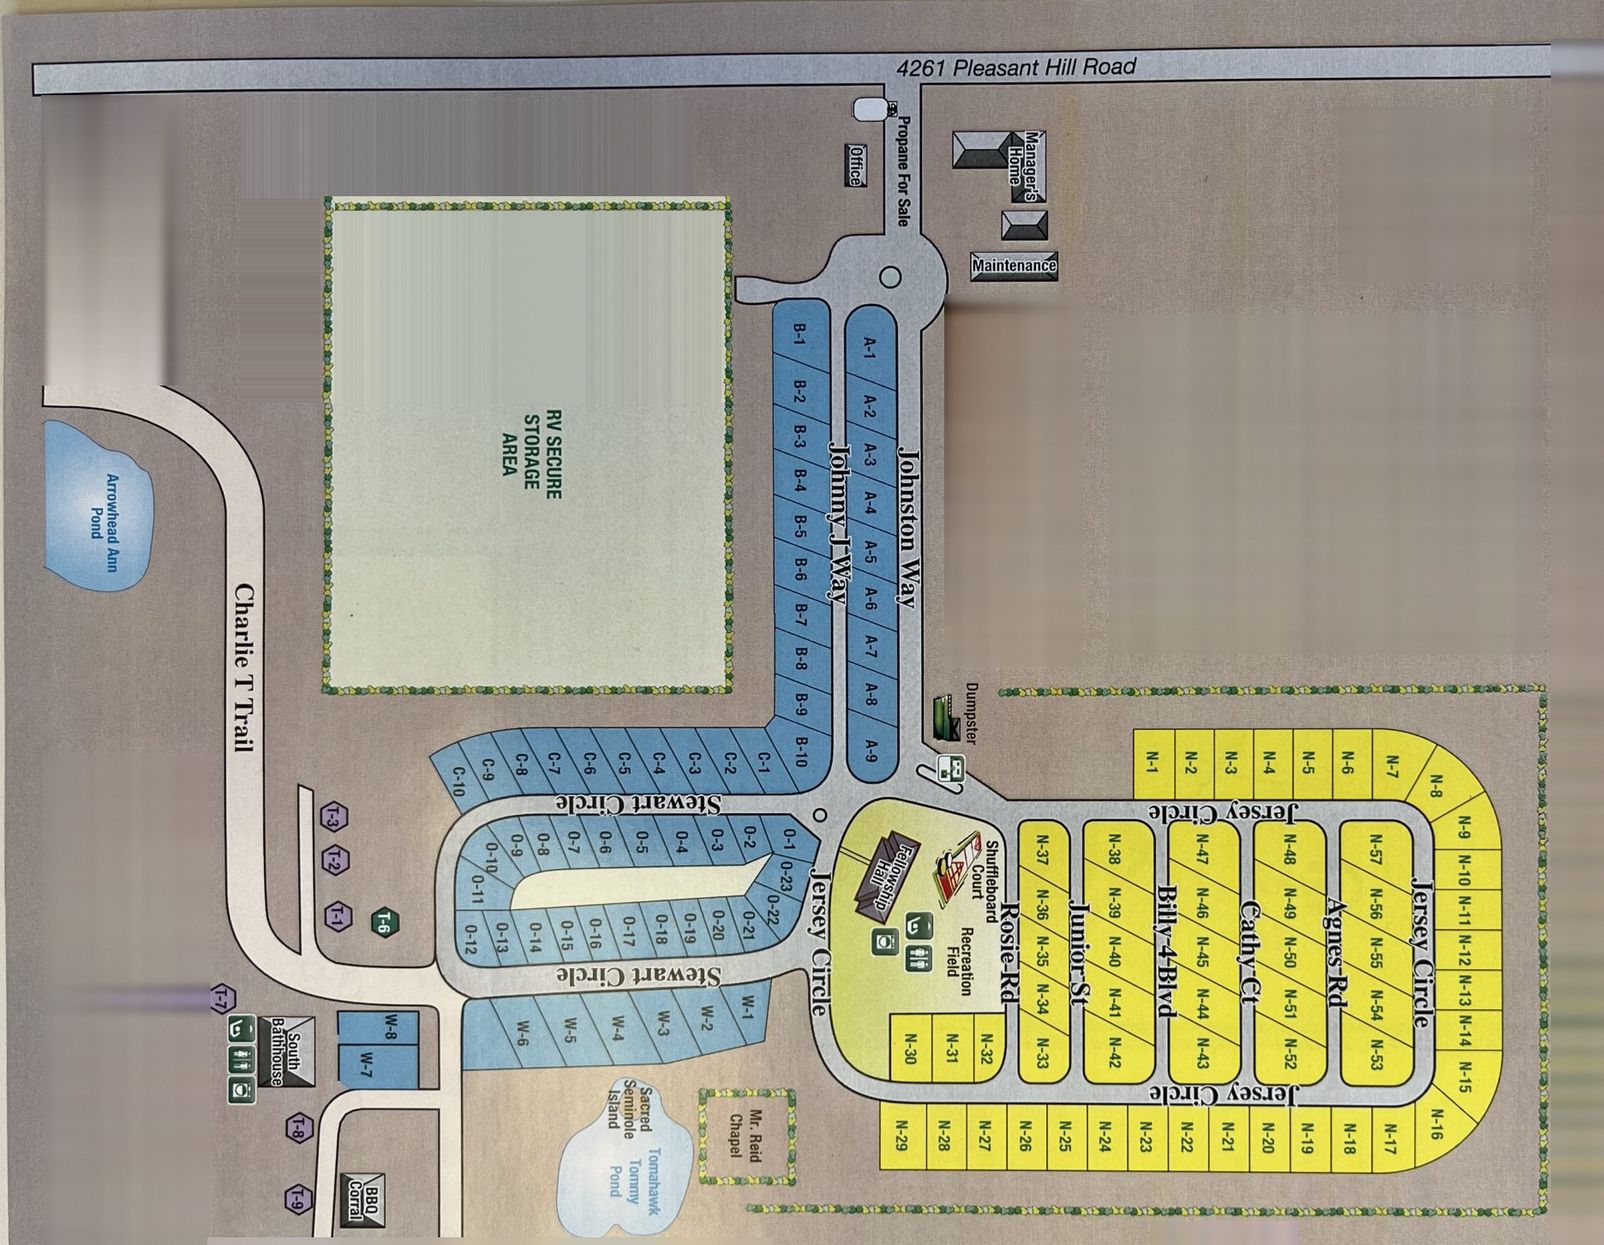 4261 Pleasant Hill Road
Propane For Sale
Office
Manager's
Home
Maintenance
RV SECURE
STORAGE
AREA
Johnston Way
Johnny J Way
A-1
A-2
A-3
A-4
A-5
A-6
A-7
A-8
A-9
B-1
B-2
B-3
B-4
B-5
B-6
B-7
B-8
B-9
B-10
C-1
C-2
C-3
C-4
C-5
C-6
C-7
C-8
C-9
C-10
Stewart Circle
O-1
O-2
O-3
O-4
O-5
O-6
O-7
O-8
O-9
O-10
O-11
O-12
O-13
O-14
O-15
O-16
O-17
O-18
O-19
O-20
O-21
O-22
O-23
Stewart Circle
W-1
W-2
W-3
W-4
W-5
W-6
W-7
W-8
Dumpster
Fellowship
Hall
Shuffleboard
Court
Recreation
Field
Jersey Circle
Rosie Rd
Junior St
Billy 4 Blvd
Cathy Ct
Agnes Rd
Jersey Circle
Jersey Circle
Jersey Circle
N-1
N-2
N-3
N-4
N-5
N-6
N-7
N-8
N-9
N-10
N-11
N-12
N-13
N-14
N-15
N-16
N-17
N-18
N-19
N-20
N-21
N-22
N-23
N-24
N-25
N-26
N-27
N-28
N-29
N-30
N-31
N-32
N-33
N-34
N-35
N-36
N-37
N-38
N-39
N-40
N-41
N-42
N-43
N-44
N-45
N-46
N-47
N-48
N-49
N-50
N-51
N-52
N-53
N-54
N-55
N-56
N-57
Mr. Reid
Chapel
Sacred
Seminole
Island
Tomahawk
Tommy
Pond
Arrowhead Ann
Pond
Charlie T Trail
T-3
T-2
T-1
T-6
T-7
T-8
T-9
South
Bathhouse
BBQ
Corral